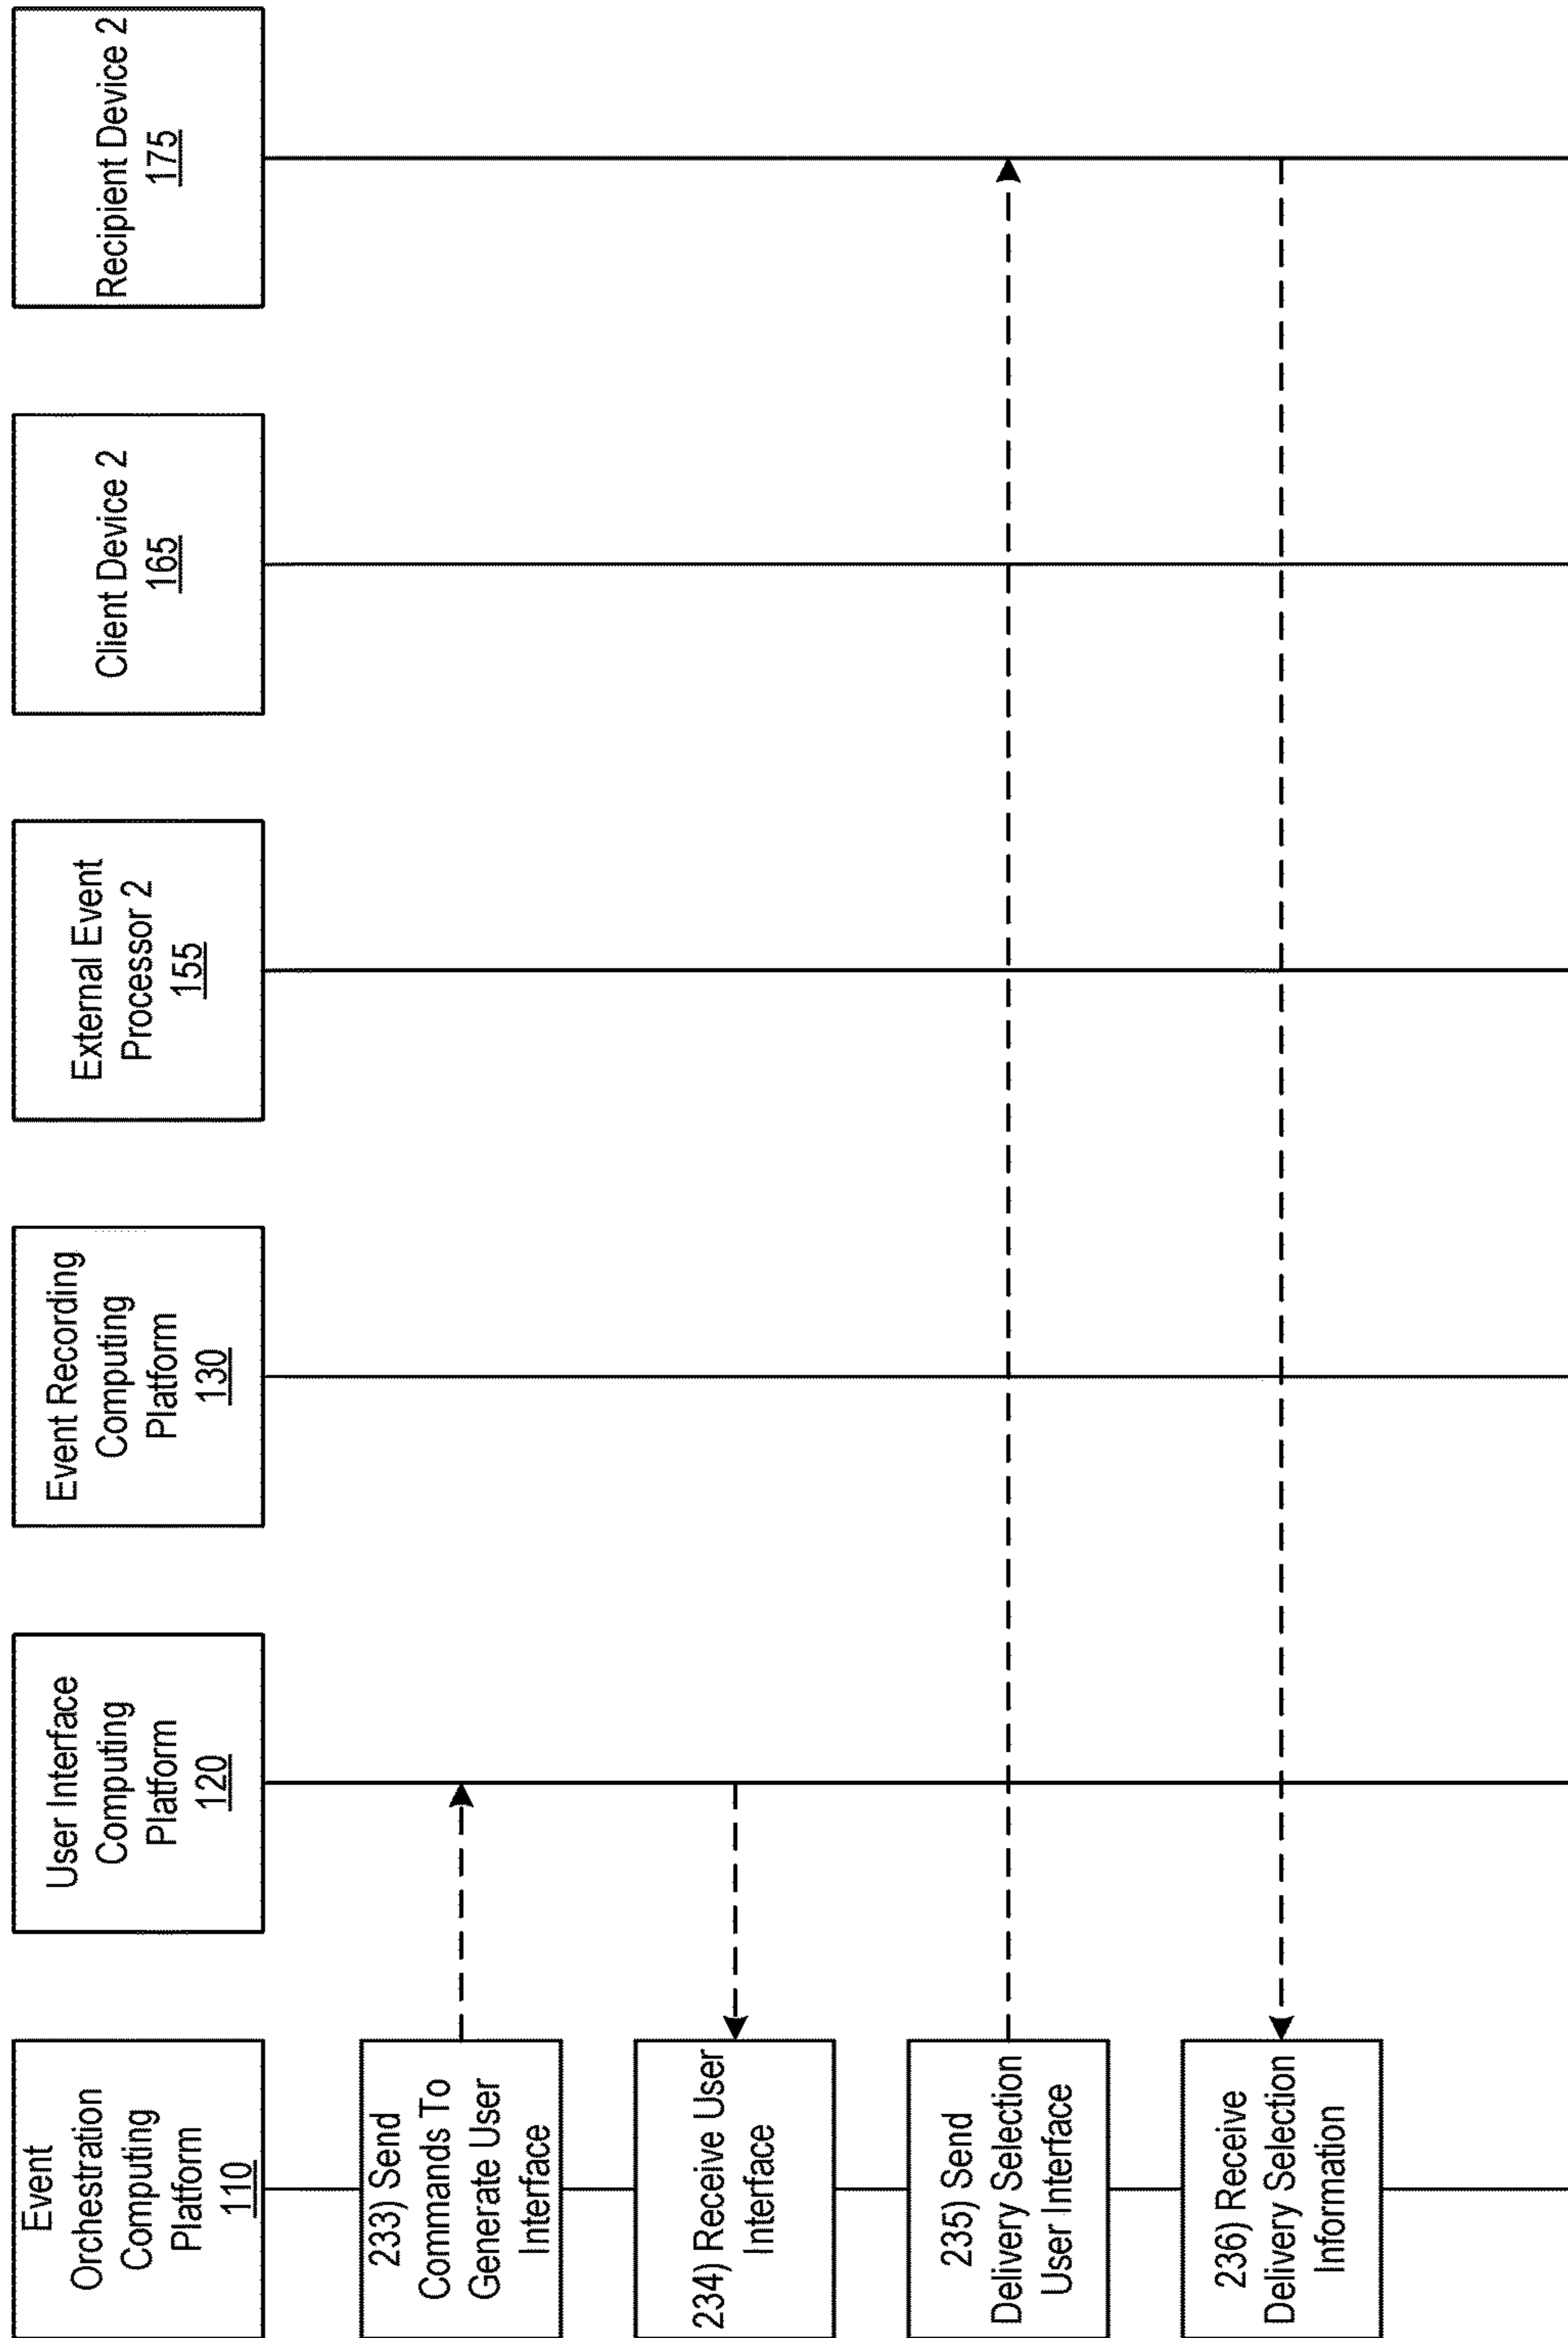 Event
Orchestration
Computing
Platform
110
User Interface
Computing
Platform
120
Event Recording
Computing
Platform
130
External Event
Processor 2
155
Client Device 2
165
Recipient Device 2
175
233) Send
Commands To
Generate User
Interface
234) Receive User
Interface
235) Send
Delivery Selection
User Interface
236) Receive
Delivery Selection
Information